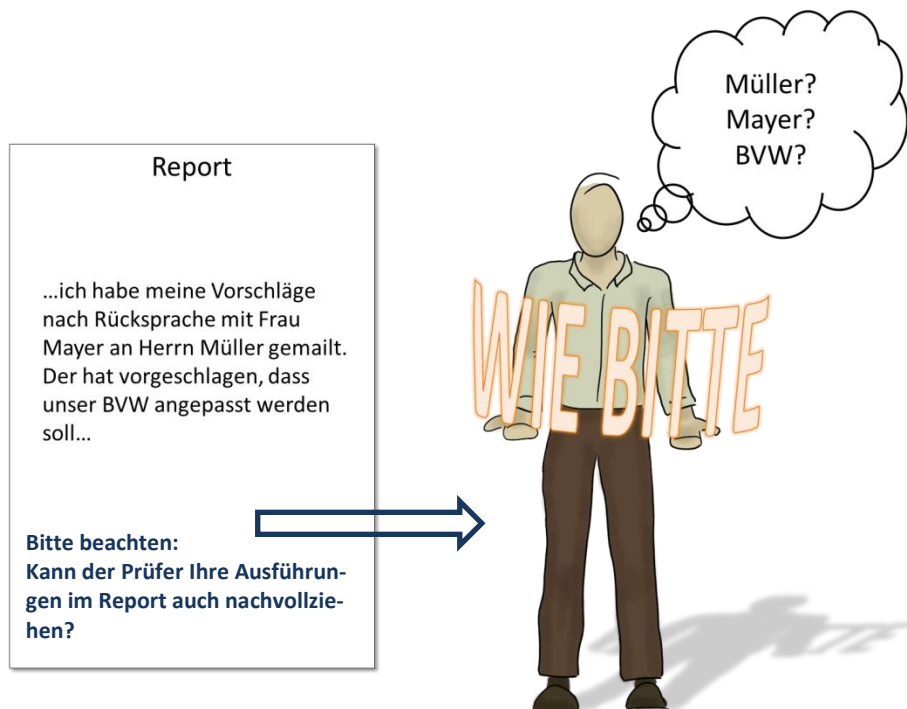 Müller?
Mayer?
BVW?
Report
...ich habe meine Vorschläge
nach Rücksprache mit Frau
Mayer an Herrn Müller gemailt.
Der hat vorgeschlagen, dass
unser BVW angepasst werden
soll...
WIE BITTE
Bitte beachten:
Kann der Prüfer Ihre Ausführun-
gen im Report auch nachvollzie-
hen?